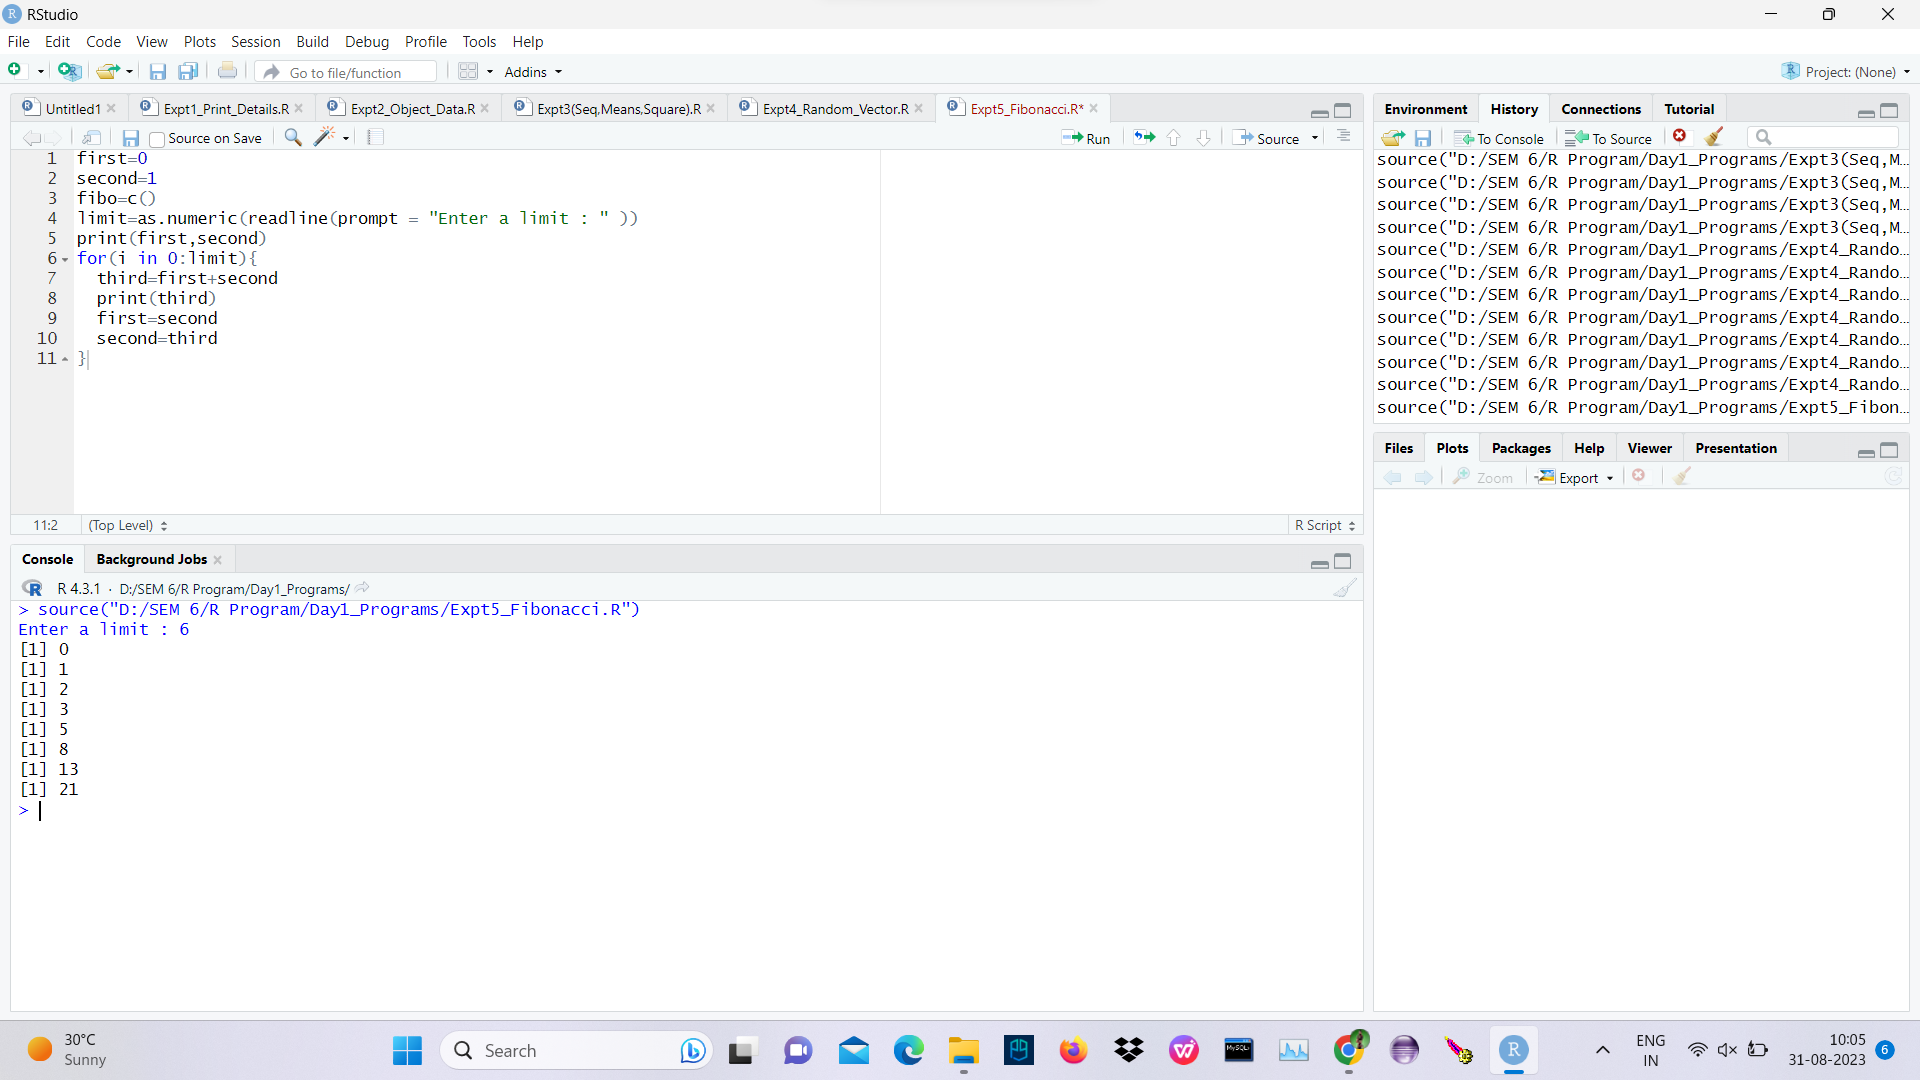 RStudio
File Edit Code View Plots Session Build Debug Profile Tools Help
Go to file/function Addins Project: (None)
Untitled1 Expt1_Print_Details.R Expt2_Object_Data.R Expt3(Seq,Means,Square).R Expt4_Random_Vector.R Expt5_Fibonacci.R*
Source on Save Run Source
1 first=0
2 second=1
3 fibo=c()
4 limit=as.numeric(readline(prompt = "Enter a limit : " ))
5 print(first,second)
6 for(i in 0:limit){
7 third=first+second
8 print(third)
9 first=second
10 second=third
11 }
11:2 (Top Level) R Script
Console Background Jobs
R 4.3.1 · D:/SEM 6/R Program/Day1_Programs/
> source("D:/SEM 6/R Program/Day1_Programs/Expt5_Fibonacci.R")
Enter a limit : 6
[1] 0
[1] 1
[1] 2
[1] 3
[1] 5
[1] 8
[1] 13
[1] 21
>
Environment History Connections Tutorial
To Console To Source
source("D:/SEM 6/R Program/Day1_Programs/Expt3(Seq,M…
source("D:/SEM 6/R Program/Day1_Programs/Expt3(Seq,M…
source("D:/SEM 6/R Program/Day1_Programs/Expt3(Seq,M…
source("D:/SEM 6/R Program/Day1_Programs/Expt3(Seq,M…
source("D:/SEM 6/R Program/Day1_Programs/Expt4_Rando…
source("D:/SEM 6/R Program/Day1_Programs/Expt4_Rando…
source("D:/SEM 6/R Program/Day1_Programs/Expt4_Rando…
source("D:/SEM 6/R Program/Day1_Programs/Expt4_Rando…
source("D:/SEM 6/R Program/Day1_Programs/Expt4_Rando…
source("D:/SEM 6/R Program/Day1_Programs/Expt4_Rando…
source("D:/SEM 6/R Program/Day1_Programs/Expt4_Rando…
source("D:/SEM 6/R Program/Day1_Programs/Expt5_Fibon…
Files Plots Packages Help Viewer Presentation
Zoom Export
30°C
Sunny
Search
MySQL
R
ENG
IN
10:05
31-08-2023
6